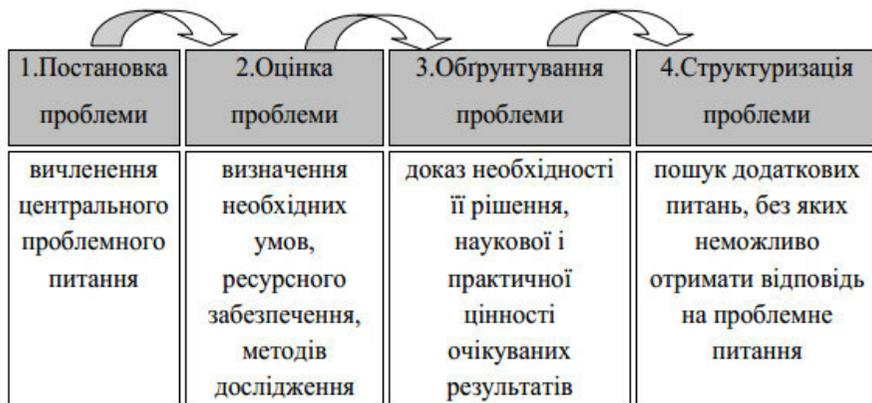 1.Постановка
проблеми
2.Оцінка
проблеми
3.Обґрунтування
проблеми
4.Структуризація
проблеми
вичленення
центрального
проблемного
питання
визначення
необхідних
умов,
ресурсного
забезпечення,
методів
дослідження
доказ необхідності
її рішення,
наукової і
практичної
цінності
очікуваних
результатів
пошук додаткових
питань, без яких
неможливо
отримати відповідь
на проблемне
питання